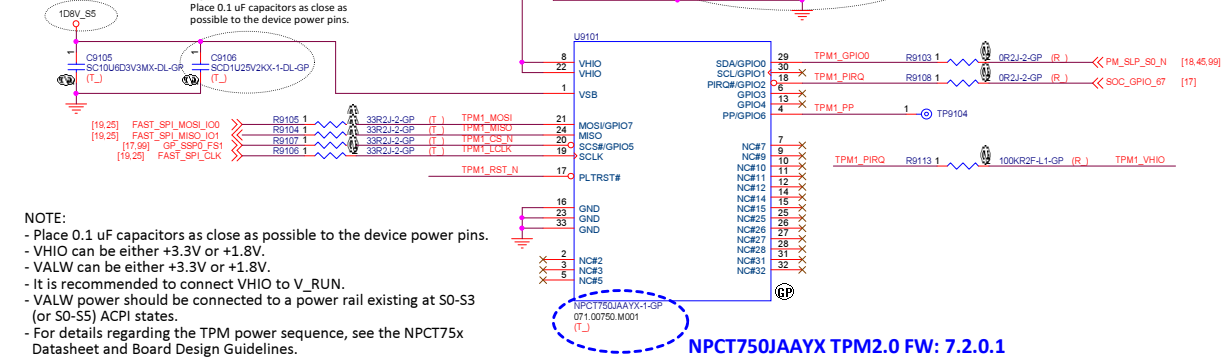 1D8V_S5
Place 0.1 uF capacitors as close as
possible to the device power pins.
C9105
SC10U6D3V3MX-DL-GP
(T_)
1
C9106
SCD1U25V2KX-1-DL-GP
(T_)
1
U9101
8 VHIO
22 VHIO
1 VSB
21 MOSI/GPIO7
24 MISO
20 SCS#/GPIO5
19 SCLK
17 PLTRST#
16 GND
23 GND
33 GND
2 NC#2
3 NC#3
5 NC#5
SDA/GPIO0 29
SCL/GPIO1 30
PIRQ#/GPIO2 18
GPIO3 6
GPIO4 13
PP/GPIO6 4
NC#7 7
NC#9 9
NC#10 10
NC#11 11
NC#12 12
NC#14 14
NC#15 15
NC#25 25
NC#26 26
NC#27 27
NC#28 28
NC#31 31
NC#32 32
[19,25] FAST_SPI_MOSI_IO0 R9105 1 33R2J-2-GP (T_) TPM1_MOSI
[19,25] FAST_SPI_MISO_IO1 R9104 1 33R2J-2-GP (T_) TPM1_MISO
[17,99] GP_SSP0_FS1 R9107 1 33R2J-2-GP (T_) TPM1_CS_N
[19,25] FAST_SPI_CLK R9106 1 33R2J-2-GP (T_) TPM1_LCLK
TPM1_RST_N
TPM1_GPIO0 R9103 1 0R2J-2-GP (R_) PM_SLP_S0_N [18,45,99]
TPM1_PIRQ R9108 1 0R2J-2-GP (R_) SOC_GPIO_67 [17]
TPM1_PP 1 TP9104
TPM1_PIRQ R9113 1 100KR2F-L1-GP (R_) TPM1_VHIO
GP
NPCT750JAAYX-1-GP
071.00750.M001
(T_)
NPCT750JAAYX TPM2.0 FW: 7.2.0.1
NOTE:
- Place 0.1 uF capacitors as close as possible to the device power pins.
- VHIO can be either +3.3V or +1.8V.
- VALW can be either +3.3V or +1.8V.
- It is recommended to connect VHIO to V_RUN.
- VALW power should be connected to a power rail existing at S0-S3
(or S0-S5) ACPI states.
- For details regarding the TPM power sequence, see the NPCT75x
Datasheet and Board Design Guidelines.